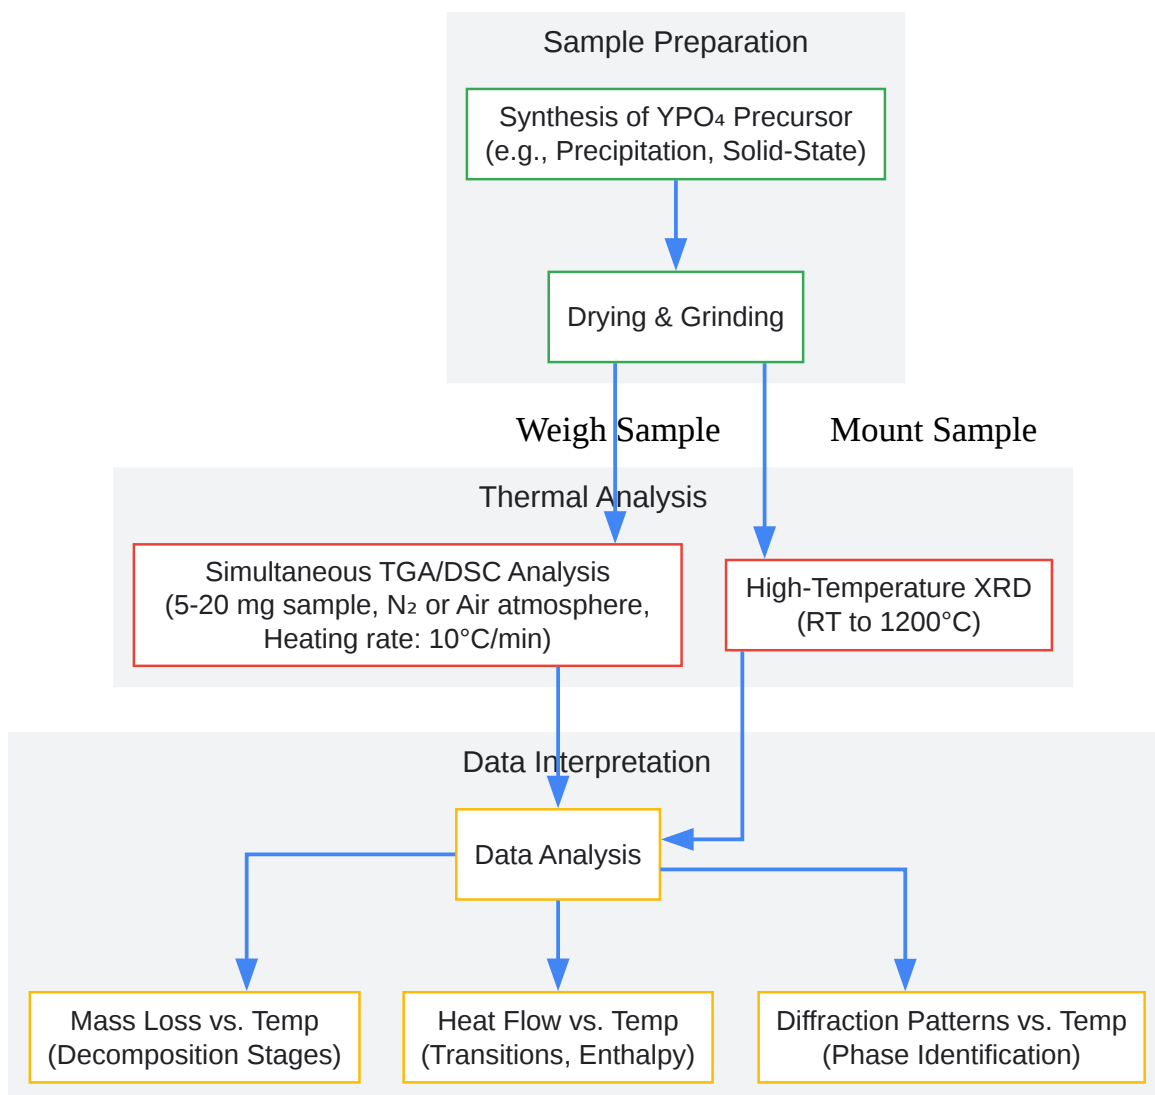 Sample Preparation
Synthesis of YPO₄ Precursor
(e.g., Precipitation, Solid-State)
Drying & Grinding
Weigh Sample
Mount Sample
Thermal Analysis
Simultaneous TGA/DSC Analysis
(5-20 mg sample, N₂ or Air atmosphere,
Heating rate: 10°C/min)
High-Temperature XRD
(RT to 1200°C)
Data Interpretation
Data Analysis
Mass Loss vs. Temp
(Decomposition Stages)
Heat Flow vs. Temp
(Transitions, Enthalpy)
Diffraction Patterns vs. Temp
(Phase Identification)